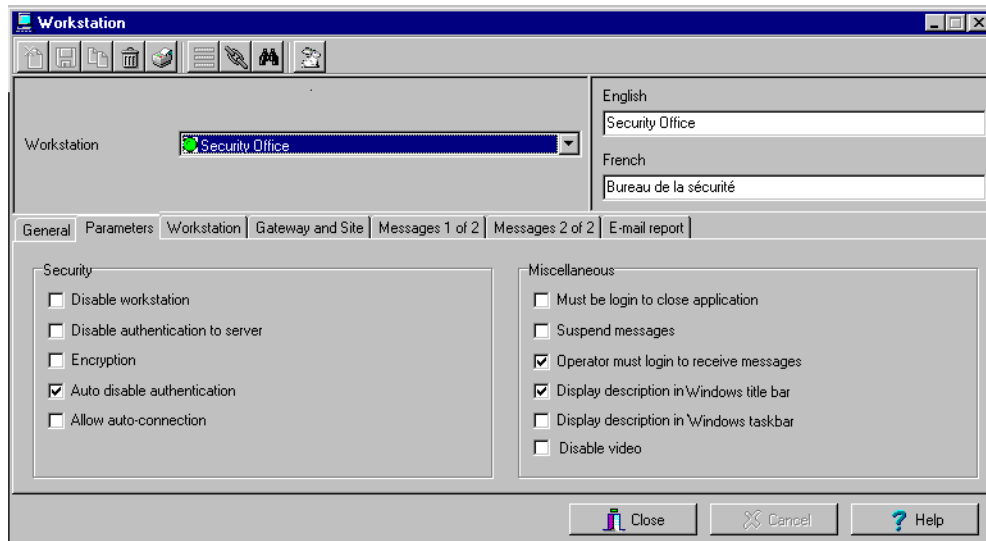 Workstation
English
Security Office
Workstation
Security Office
French
Bureau de la sécurité
General Parameters Workstation Gateway and Site Messages 1 of 2 Messages 2 of 2 E-mail report
Security
Disable workstation
Disable authentication to server
Encryption
Auto disable authentication
Allow auto-connection
Miscellaneous
Must be login to close application
Suspend messages
Operator must login to receive messages
Display description in Windows title bar
Display description in Windows taskbar
Disable video
Close Cancel Help